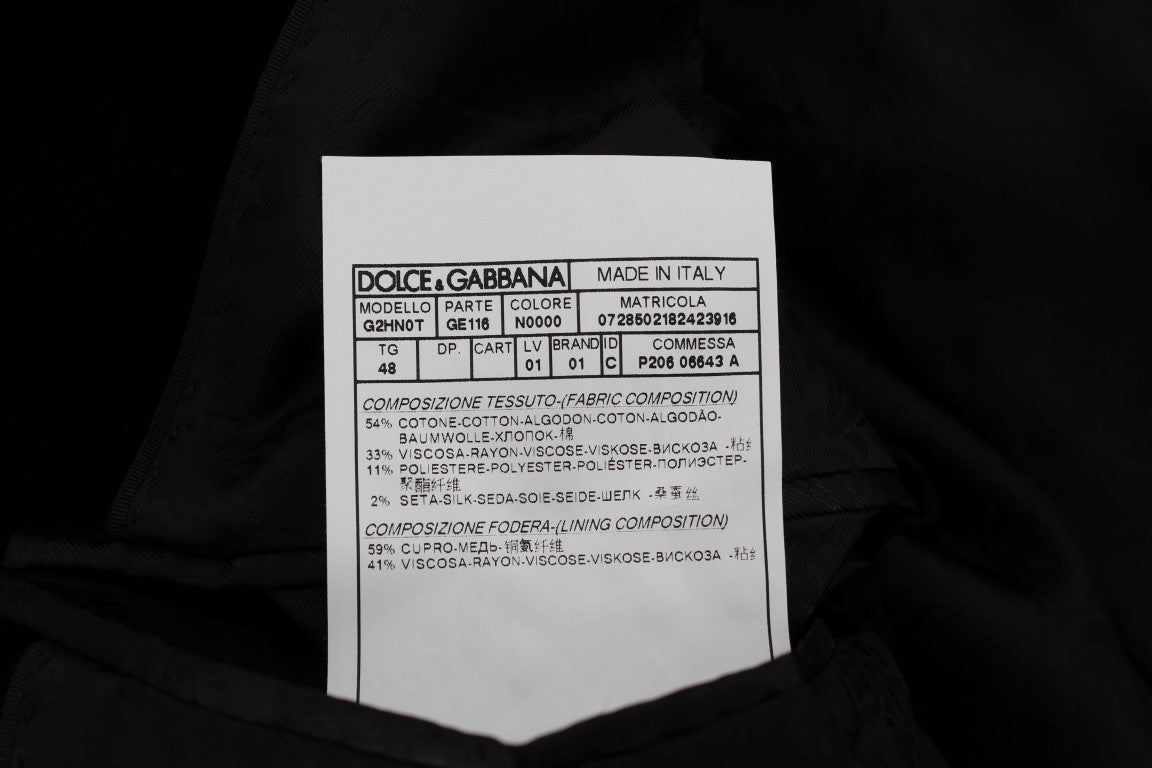 DOLCE&GABBANA MADE IN ITALY
MODELLO PARTE COLORE MATRICOLA
G2HN0T GE116 N0000 0728502182423916
TG DP. CART LV BRAND ID COMMESSA
48 01 01 C P206 06643 A
COMPOSIZIONE TESSUTO-(FABRIC COMPOSITION)
54% COTONE-COTTON-ALGODON-COTON-ALGODÃO-
BAUMWOLLE-ХЛОПОК-棉
33% VISCOSA-RAYON-VISCOSE-VISKOSE-ВИСКОЗА -粘
11% POLIESTERE-POLYESTER-POLIÉSTER-ПОЛИЭСТЕР-
聚酯纤维
2% SETA-SILK-SEDA-SOIE-SEIDE-ШЕЛК -桑蚕丝
COMPOSIZIONE FODERA-(LINING COMPOSITION)
59% CUPRO-МЕДЬ-铜氨纤维
41% VISCOSA-RAYON-VISCOSE-VISKOSE-ВИСКОЗА -粘